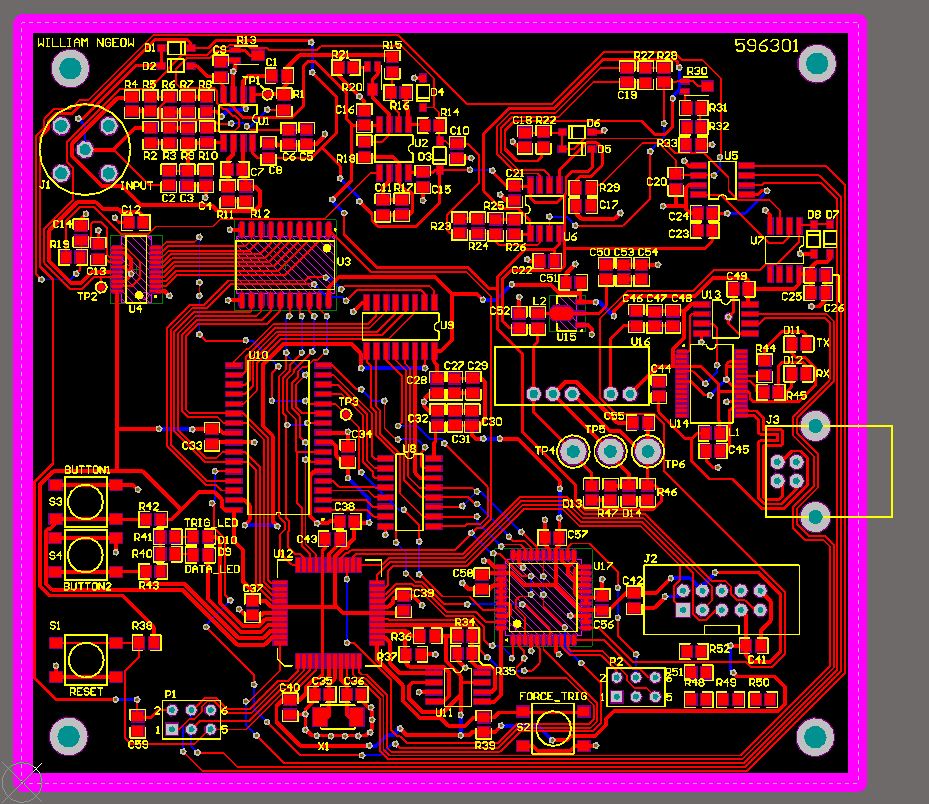 WILLIAM NGEOW 596301
D1 C9 R13 R15
D2 R21 R27 R28
C1 R20 R30
TP1 D4 C19
R4 R5 R6 R7 R8 R1 R16 R31
C16 R14
U1 C18 R22 D6 R32
U2 C10
R2 R3 R9 R10 D5 R33
C6 C5 R18 D3 U5
C7 C8 C21 C20
J1 INPUT C15 R29
C2 C3 C11 R17 C17
C4 R25 C24
R11 R12 D8 D7
C14 C12 R23 C23
R19 R24 R26 U6 U7
C13 U3 C22 C50 C53 C54
TP2 C51 C49 C25
U4 L2 C46 C47 C48 U13 C26
C52
U9 U15 U16 D11 TX
R44
U10 D12 RX
C28 C27 C29 C44
R45
TP3 C32 C30 C55 U14 J3
C31 TP5 L1
C33 C34 TP4 TP6 C45
U8
BUTTON1
S3 D13 R46
R42 C38 R47 D14
R41 TRIG_LED
S4 R40 D10 C43 C57
D9 U12
DATA_LED J2
BUTTON2 R43 C37 C58 U17 C42
C39
S1 R38 R36 R34 C56
R37 R52 C41
RESET R35 P2 R51
P1 C40 C35 C36 2 6 R48 R49 R50
2 6 U11 FORCE_TRIG 1 5
1 5 S2
C59 X1 R39